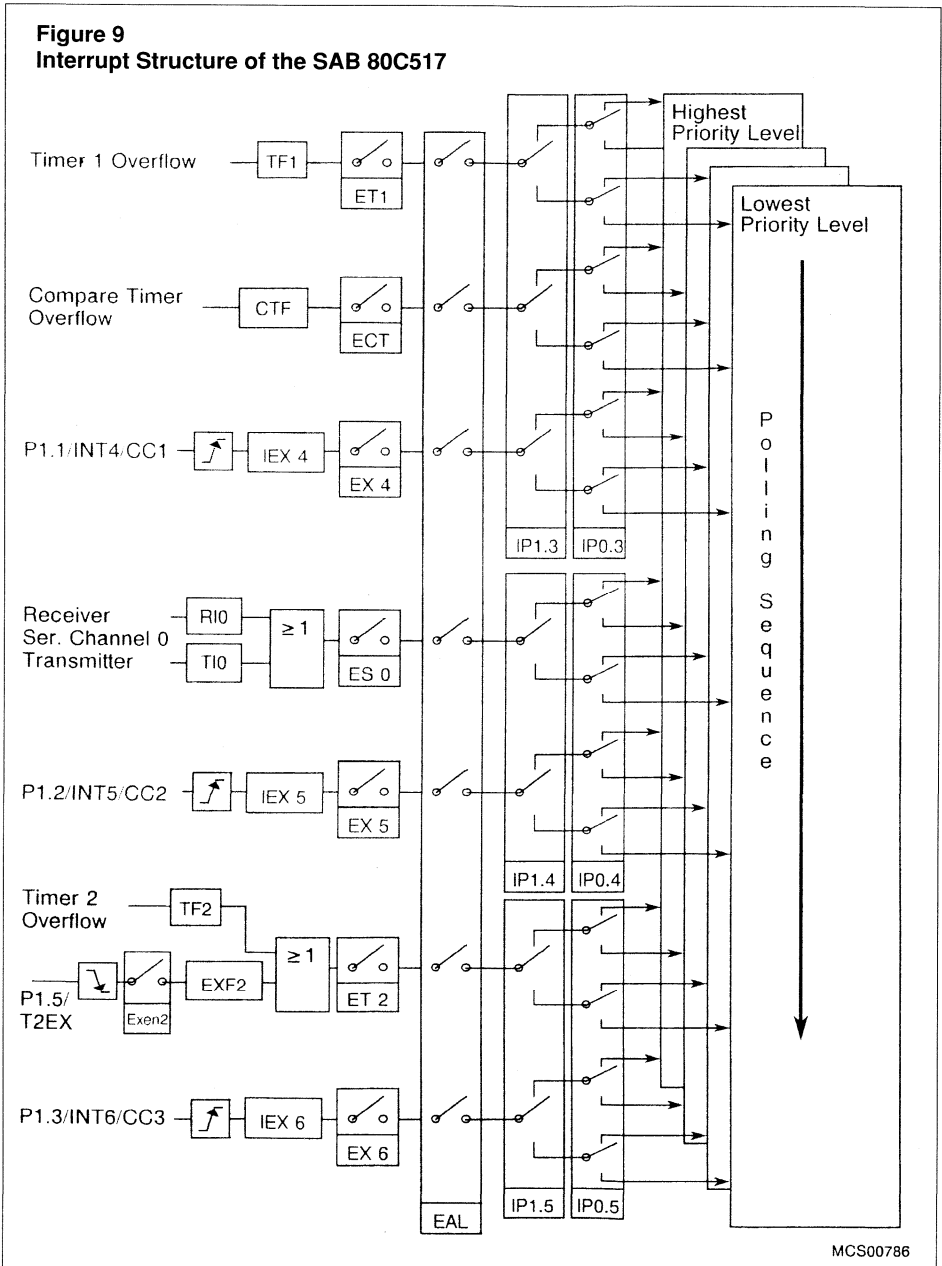 Figure 9
Interrupt Structure of the SAB 80C517
Highest
Priority Level
Lowest
Priority Level
Timer 1 Overflow
TF1
ET1
Compare Timer
Overflow
CTF
ECT
P1.1/INT4/CC1
IEX 4
EX 4
IP1.3
IP0.3
Polling Sequence
Receiver
Ser. Channel 0
Transmitter
RI0
TI0
≥1
ES 0
P1.2/INT5/CC2
IEX 5
EX 5
IP1.4
IP0.4
Timer 2
Overflow
TF2
≥1
P1.5/
T2EX
Exen2
EXF2
ET 2
P1.3/INT6/CC3
IEX 6
EX 6
IP1.5
IP0.5
EAL
MCS00786